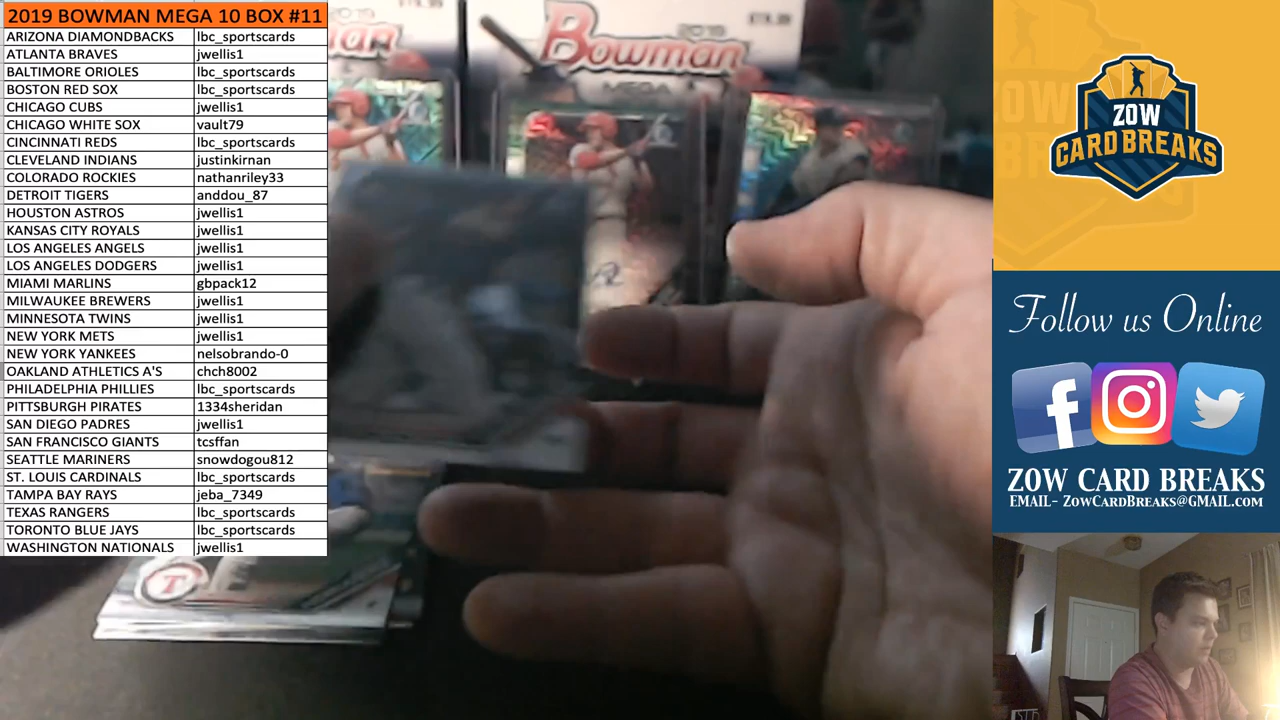 2019 BOWMAN MEGA 10 BOX #11
ARIZONA DIAMONDBACKS lbc_sportscards
ATLANTA BRAVES jwellis1
BALTIMORE ORIOLES lbc_sportscards
BOSTON RED SOX lbc_sportscards
CHICAGO CUBS jwellis1
CHICAGO WHITE SOX vault79
CINCINNATI REDS lbc_sportscards
CLEVELAND INDIANS justinkirnan
COLORADO ROCKIES nathanriley33
DETROIT TIGERS anddou_87
HOUSTON ASTROS jwellis1
KANSAS CITY ROYALS jwellis1
LOS ANGELES ANGELS jwellis1
LOS ANGELES DODGERS jwellis1
MIAMI MARLINS gbpack12
MILWAUKEE BREWERS jwellis1
MINNESOTA TWINS jwellis1
NEW YORK METS jwellis1
NEW YORK YANKEES nelsobrando-0
OAKLAND ATHLETICS A'S chch8002
PHILADELPHIA PHILLIES lbc_sportscards
PITTSBURGH PIRATES 1334sheridan
SAN DIEGO PADRES jwellis1
SAN FRANCISCO GIANTS tcsffan
SEATTLE MARINERS snowdogou812
ST. LOUIS CARDINALS lbc_sportscards
TAMPA BAY RAYS jeba_7349
TEXAS RANGERS lbc_sportscards
TORONTO BLUE JAYS lbc_sportscards
WASHINGTON NATIONALS jwellis1
2019
Bowman
MEGA
T
ZOW
CARD BREAKS
Follow us Online
f
ZOW CARD BREAKS
EMAIL- ZOWCARDBREAKS@GMAIL.COM